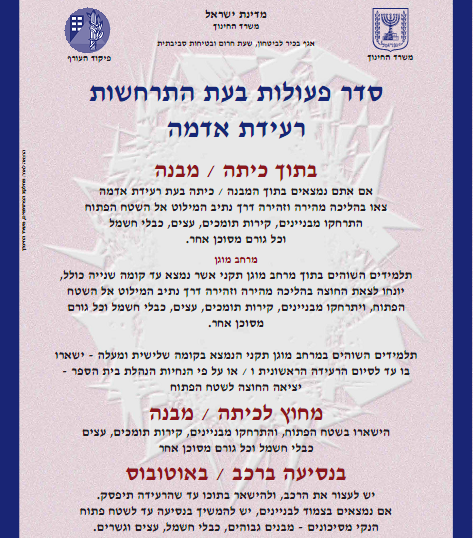 מדינת ישראל
משרד החינוך
אגף בכיר לביטחון, שעת חרום ובטיחות סביבתית
פיקוד העורף
משרד החינוך
סדר פעולות בעת התרחשות
רעידת אדמה
בתוך כיתה / מבנה
אם אתם נמצאים בתוך המבנה / כיתה בעת רעידת אדמה
צאו בהליכה מהירה וזהירה דרך נתיב המילוט אל השטח הפתוח
התרחקו מבניינים, קירות תומכים, עצים, כבלי חשמל
וכל גורם מסוכן אחר.
מרחב מוגן
תלמידים השוהים בתוך מרחב מוגן תקני אשר נמצא עד קומה שנייה כולל,
יונחו לצאת החוצה בהליכה מהירה וזהירה דרך נתיב המילוט אל השטח
הפתוח, ויתרחקו מבניינים, קירות תומכים, עצים, כבלי חשמל וכל גורם
מסוכן אחר.
תלמידים השוהים במרחב מוגן תקני הנמצא בקומה שלישית ומעלה - ישארו
בו עד לסיום הרעידה הראשונית ו / או על פי הנחיות הנהלת בית הספר -
יציאה החוצה לשטח הפתוח
מחוץ לכיתה / מבנה
הישארו בשטח הפתוח, והתרחקו מבניינים, קירות תומכים, עצים
כבלי חשמל וכל גורם מסוכן אחר
בנסיעה ברכב / באוטובוס
יש לעצור את הרכב, ולהישאר בתוכו עד שהרעידה תיפסק.
אם נמצאים בצמוד לבניינים, יש להמשיך בנסיעה עד לשטח פתוח
הנקי מסיכונים - מבנים גבוהים, כבלי חשמל, עצים וגשרים.